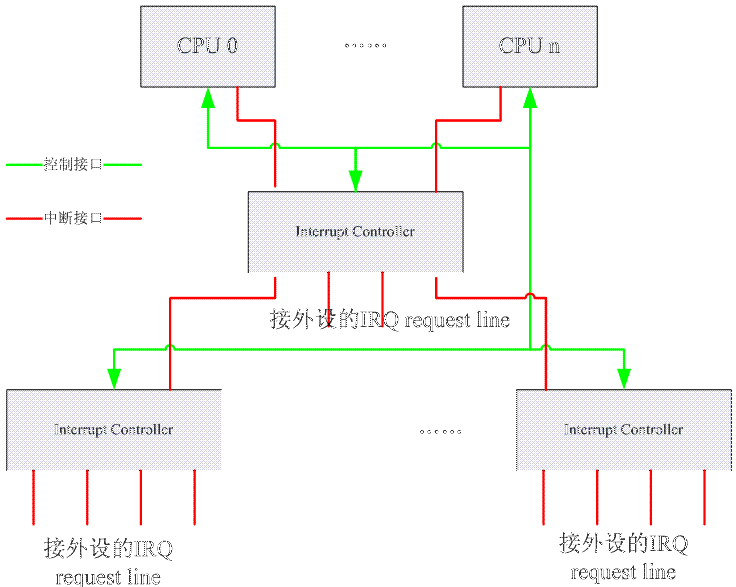 CPU 0
……
CPU n
控制接口
中断接口
Interrupt Controller
接外设的IRQ request line
Interrupt Controller
……
Interrupt Controller
接外设的IRQ
request line
接外设的IRQ
request line